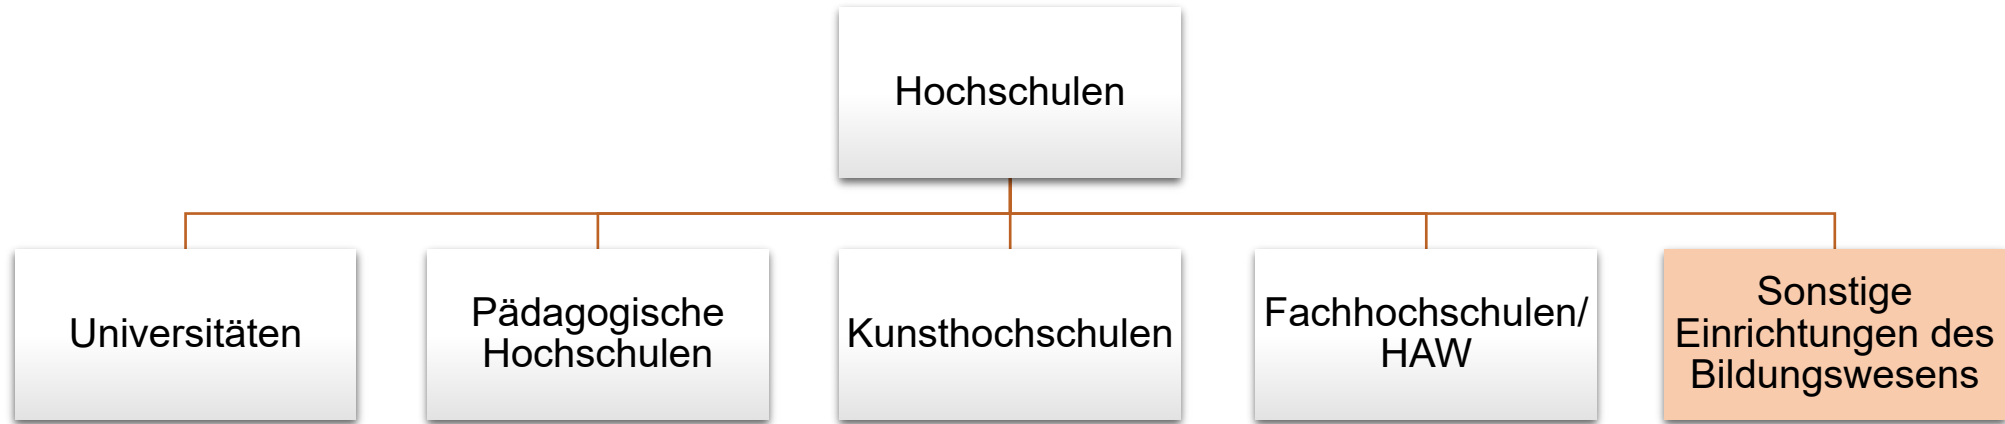 Hochschulen
Universitäten
Pädagogische
Hochschulen
Kunsthochschulen
Fachhochschulen/
HAW
Sonstige
Einrichtungen des
Bildungswesens